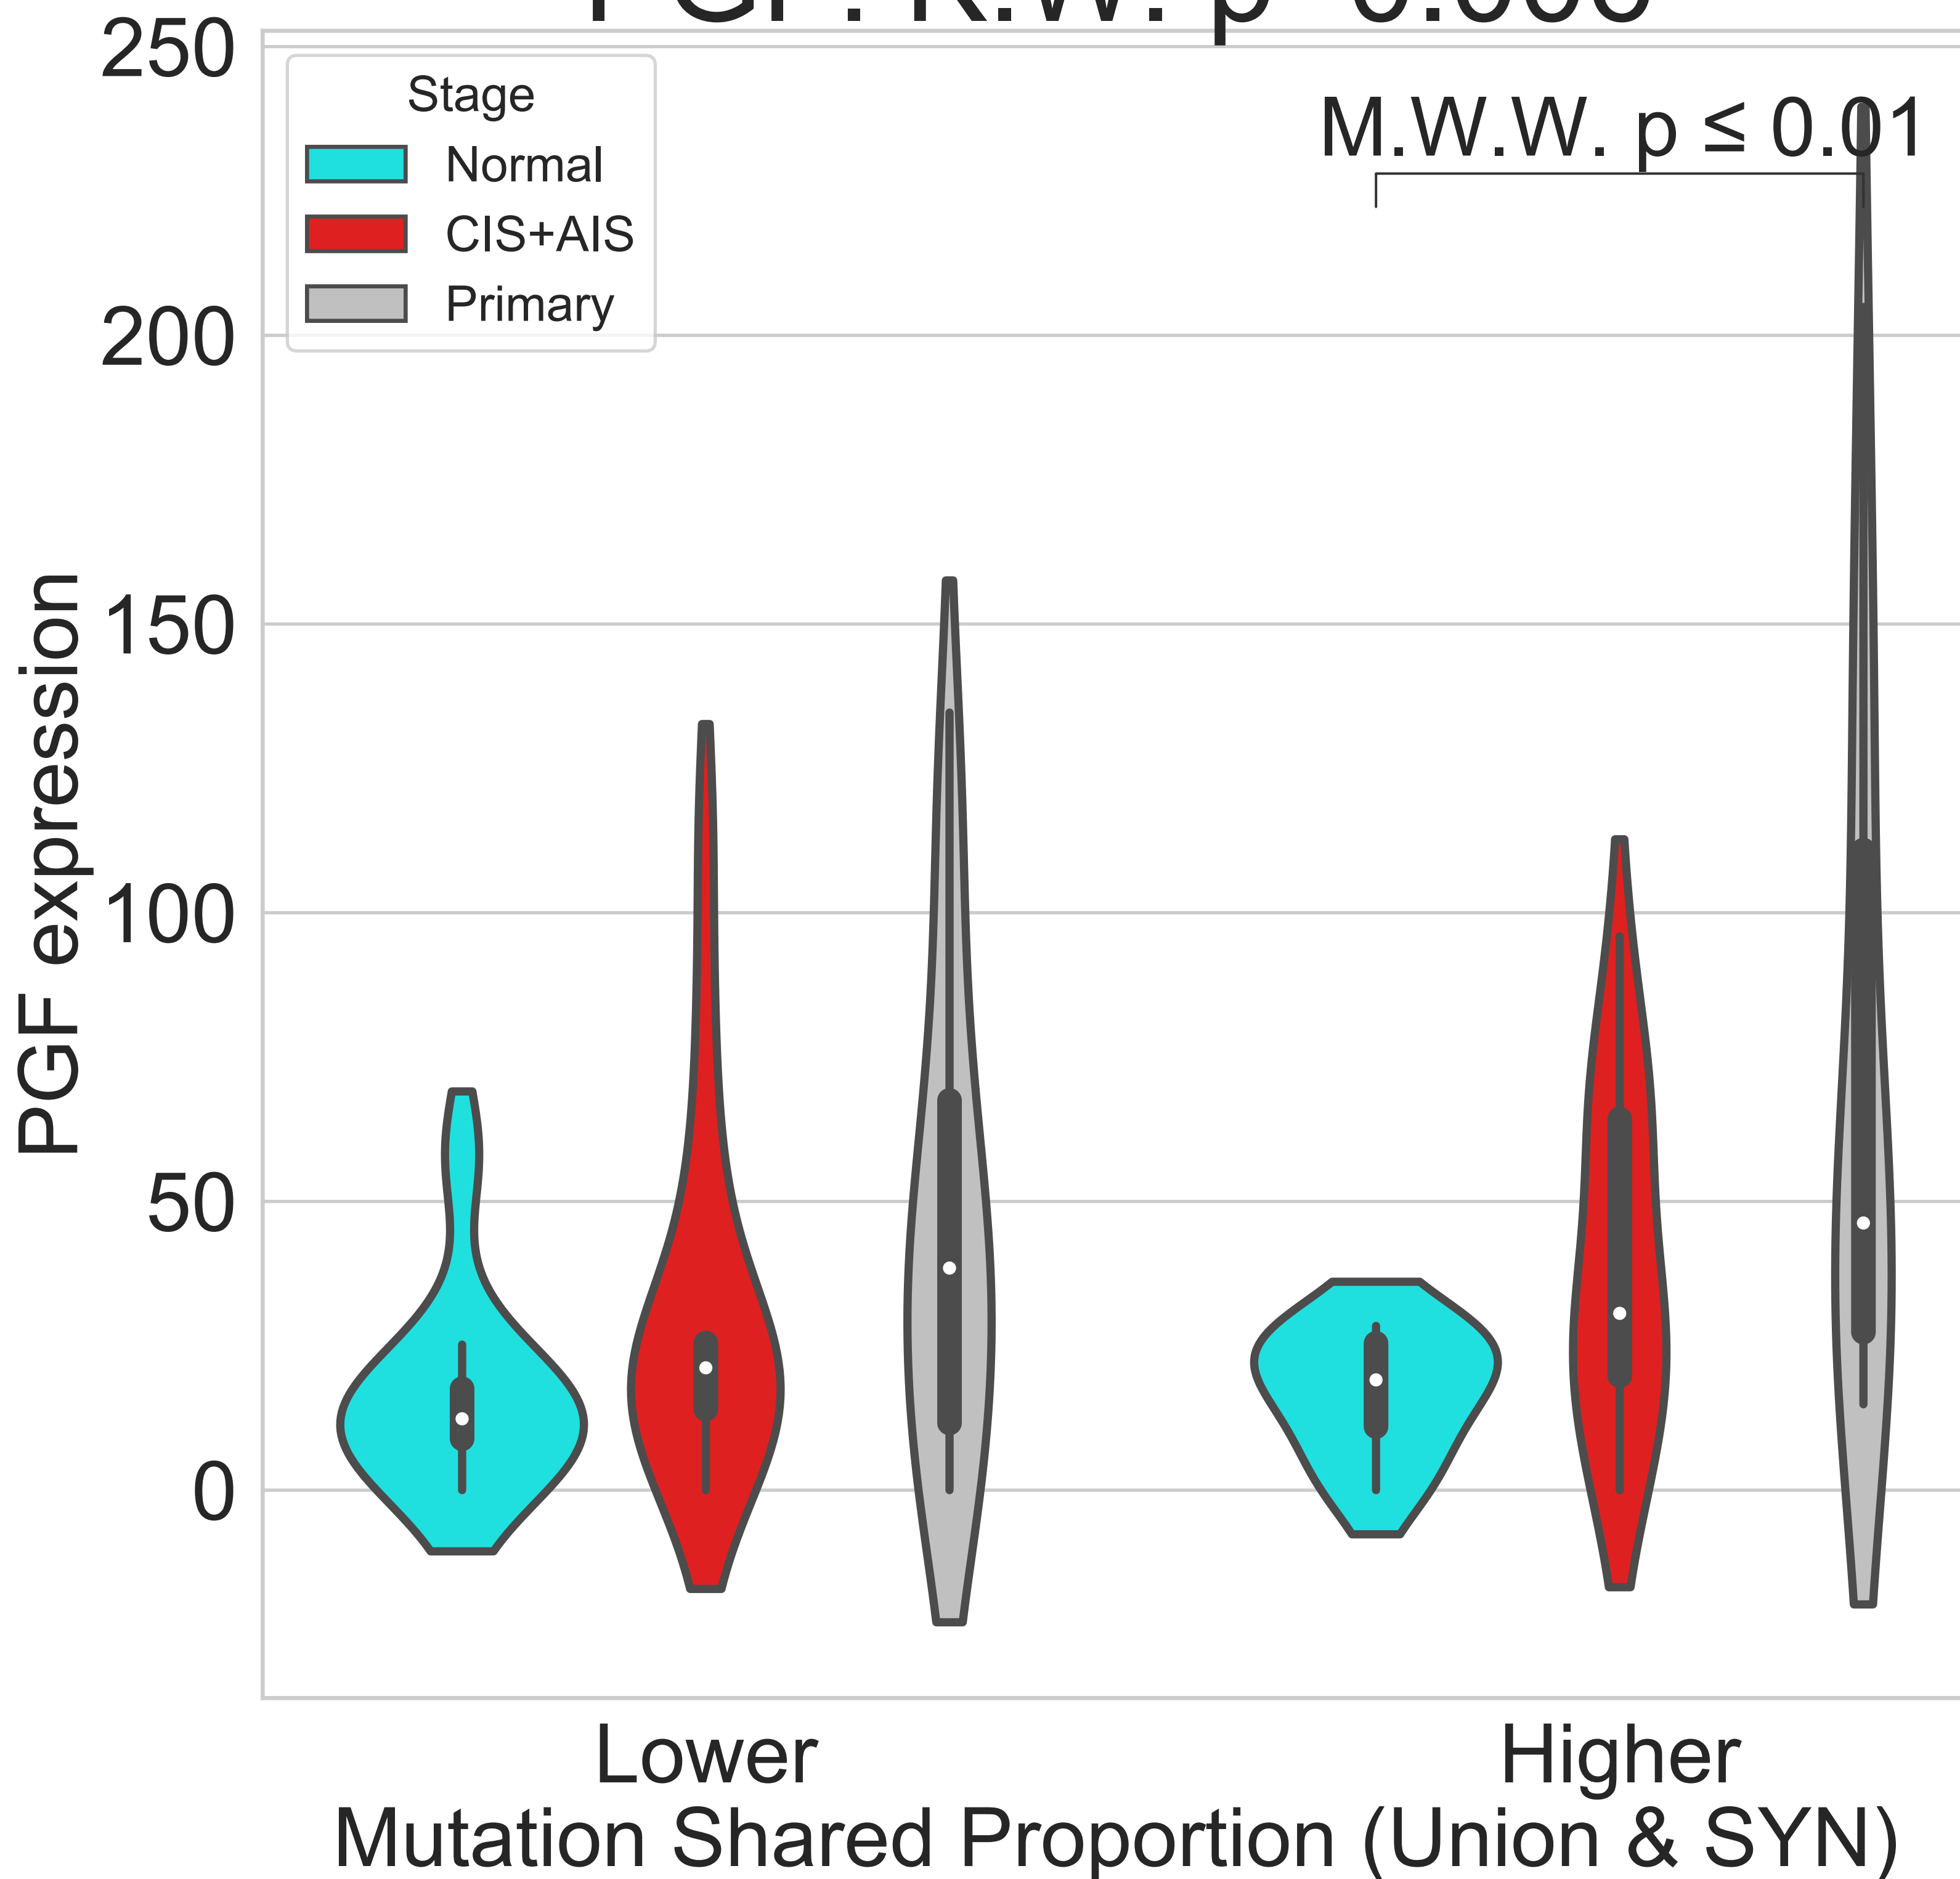 250
Stage
Normal
CIS+AIS
Primary
M.W.W. p ≤ 0.01
200
150
100
50
0
PGF expression
Lower
Higher
Mutation Shared Proportion (Union & SYN)